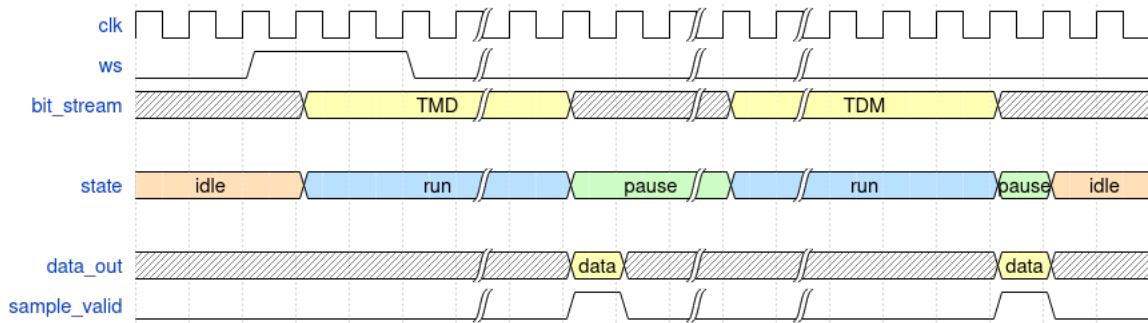 clk
ws
bit_stream TMD TDM
state idle run pause run pause idle
data_out data data
sample_valid